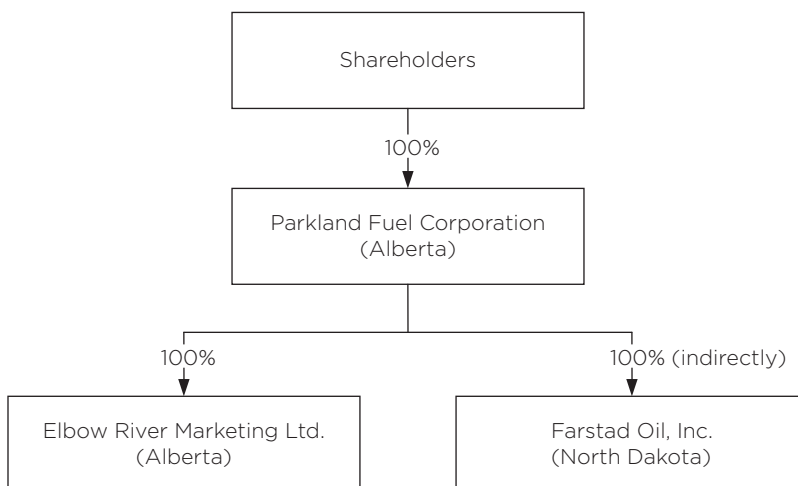 Shareholders
100%
Parkland Fuel Corporation
(Alberta)
100%
100% (indirectly)
Elbow River Marketing Ltd.
(Alberta)
Farstad Oil, Inc.
(North Dakota)